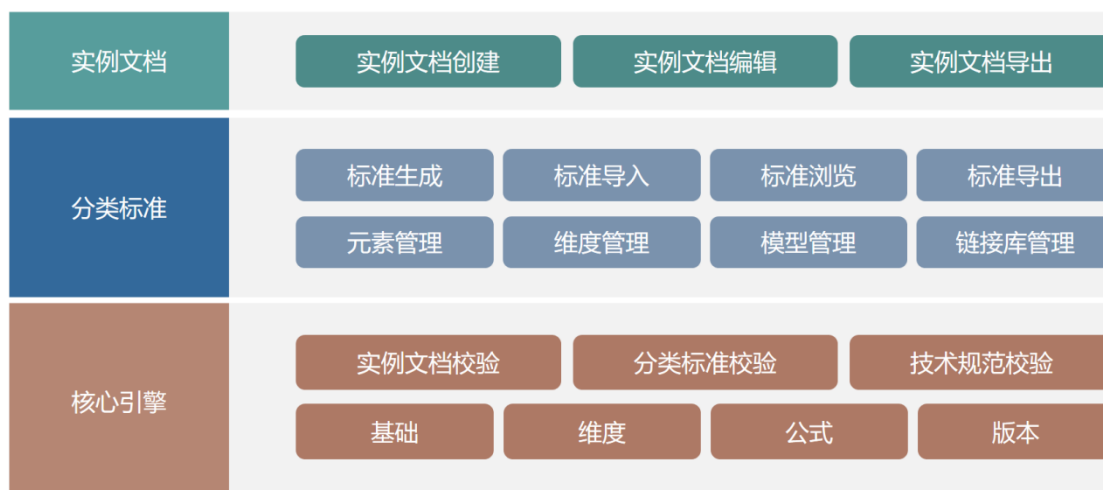 实例文档
实例文档创建 实例文档编辑 实例文档导出
分类标准
标准生成 标准导入 标准浏览 标准导出
元素管理 维度管理 模型管理 链接库管理
核心引擎
实例文档校验 分类标准校验 技术规范校验
基础 维度 公式 版本